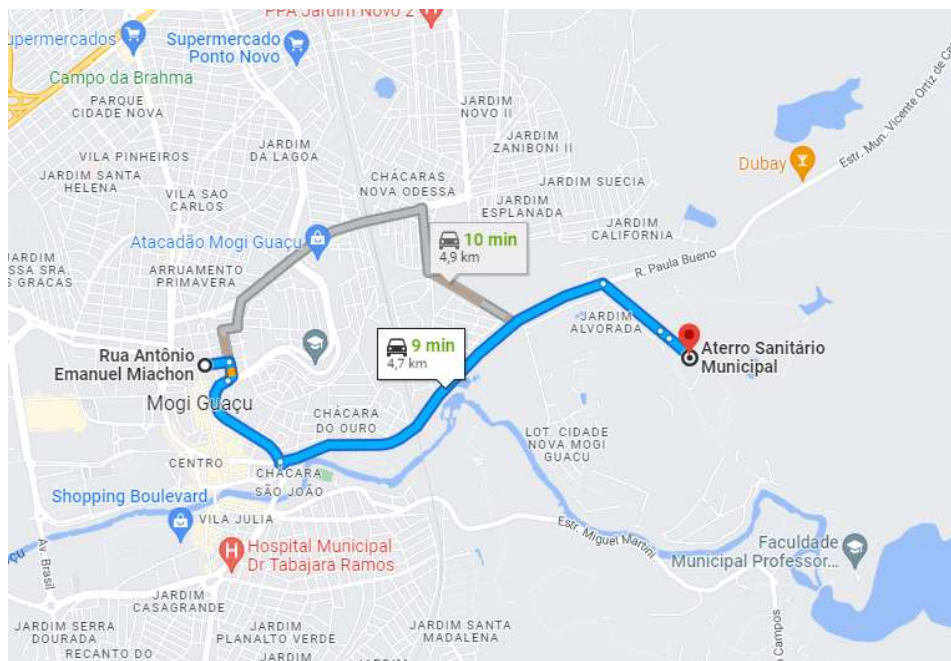 PPA Jardim Novo 2
Supermercados
Supermercado
Ponto Novo
Campo da Brahma
PARQUE
CIDADE NOVA
JARDIM
NOVO II
Estr. Mun. Vicente Ortiz de
JARDIM
ZANIBONI II
VILA PINHEIROS
JARDIM
DA LAGOA
Dubay
JARDIM SANTA
HELENA
CHÁCARAS
NOVA ODESSA
JARDIM SUECIA
VILA SAO
CARLOS
JARDIM
ESPLANADA
JARDIM
CALIFORNIA
Atacadão Mogi Guaçu
10 min
4,9 km
JARDIM
SSA SRA.
AS GRACAS
ARRUAMENTO
PRIMAVERA
R. Paula Bueno
JARDIM
ALVORADA
9 min
4,7 km
Rua Antônio
Emanuel Miachon
Aterro Sanitário
Municipal
Mogi Guaçu
CHÁCARA
DO OURO
LOT. CIDADE
NOVA MOGI
GUACU
CENTRO
CHÁCARA
SÃO JOÃO
Shopping Boulevard
VILA JULIA
Estr. Miguel Martini
Faculdade
Municipal Professor...
Hospital Municipal
Dr Tabajara Ramos
Av. Brasil
JARDIM
CASAGRANDE
JARDIM SERRA
DOURADA
JARDIM
PLANALTO VERDE
JARDIM SANTA
MADALENA
Campos
RECANTO DO
JARDIM